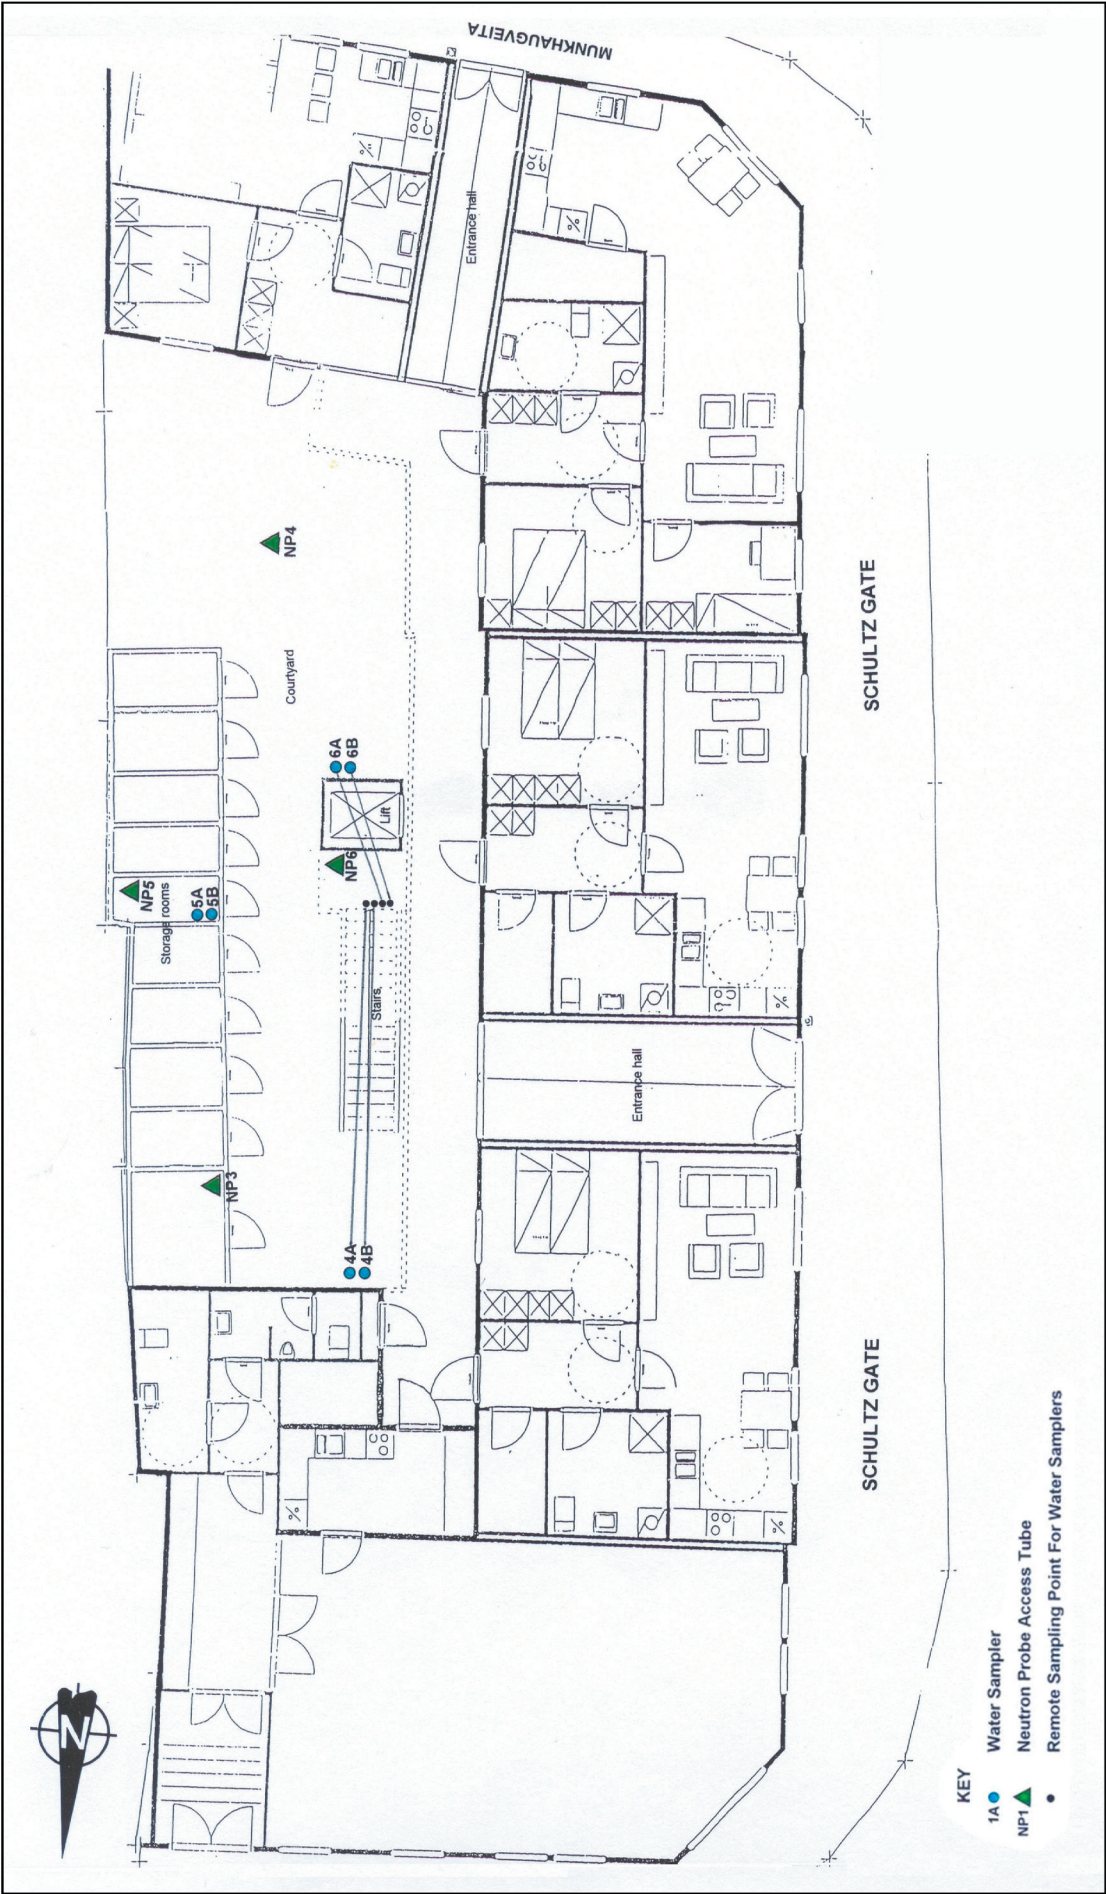 MUNKHAUGVEITA
Entrance hall
NP4
Courtyard
6A
6B
Lift
NP6
NP5
5A
5B
Storage rooms
Stairs
NP3
4A
4B
Entrance hall
SCHULTZ GATE
SCHULTZ GATE
N
KEY
1A Water Sampler
NP1 Neutron Probe Access Tube
Remote Sampling Point For Water Samplers